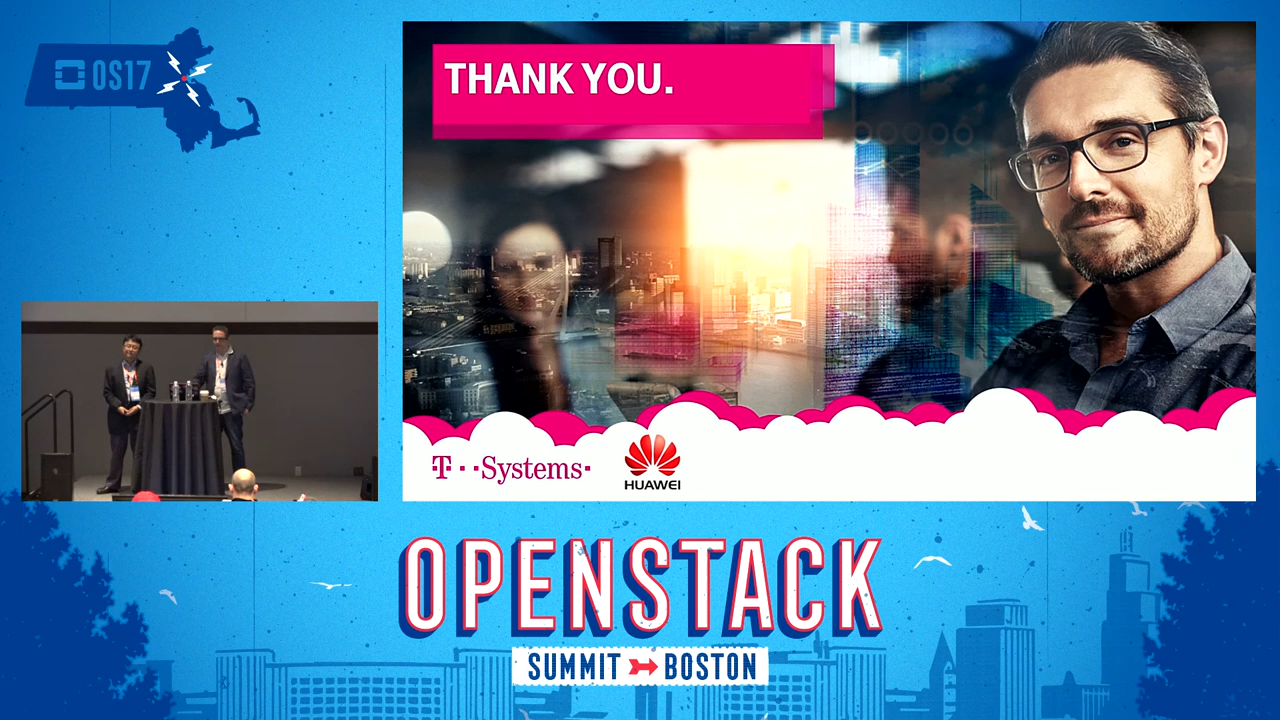 OS17
THANK YOU.
T··Systems·
HUAWEI
OPENSTACK
SUMMIT BOSTON